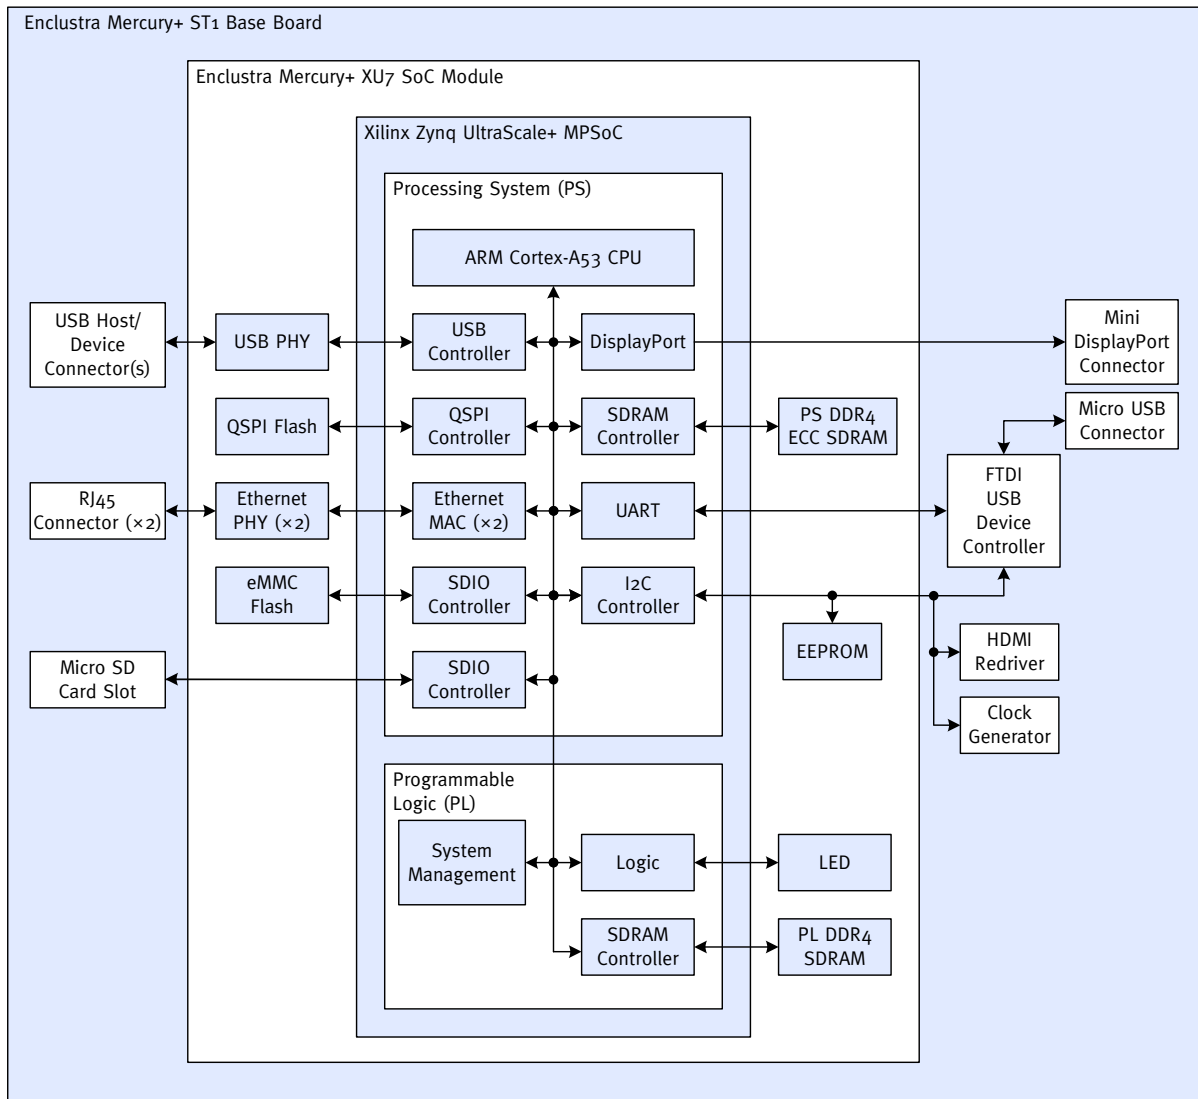 Enclustra Mercury+ ST1 Base Board
Enclustra Mercury+ XU7 SoC Module
Xilinx Zynq UltraScale+ MPSoC
Processing System (PS)
ARM Cortex-A53 CPU
USB Host/
Device
Connector(s)
USB PHY
USB
Controller
DisplayPort
Mini
DisplayPort
Connector
QSPI Flash
QSPI
Controller
SDRAM
Controller
PS DDR4
ECC SDRAM
Micro USB
Connector
RJ45
Connector (×2)
Ethernet
PHY (×2)
Ethernet
MAC (×2)
UART
FTDI
USB
Device
Controller
eMMC
Flash
SDIO
Controller
I2C
Controller
EEPROM
HDMI
Redriver
Micro SD
Card Slot
SDIO
Controller
Clock
Generator
Programmable
Logic (PL)
System
Management
Logic
LED
SDRAM
Controller
PL DDR4
SDRAM